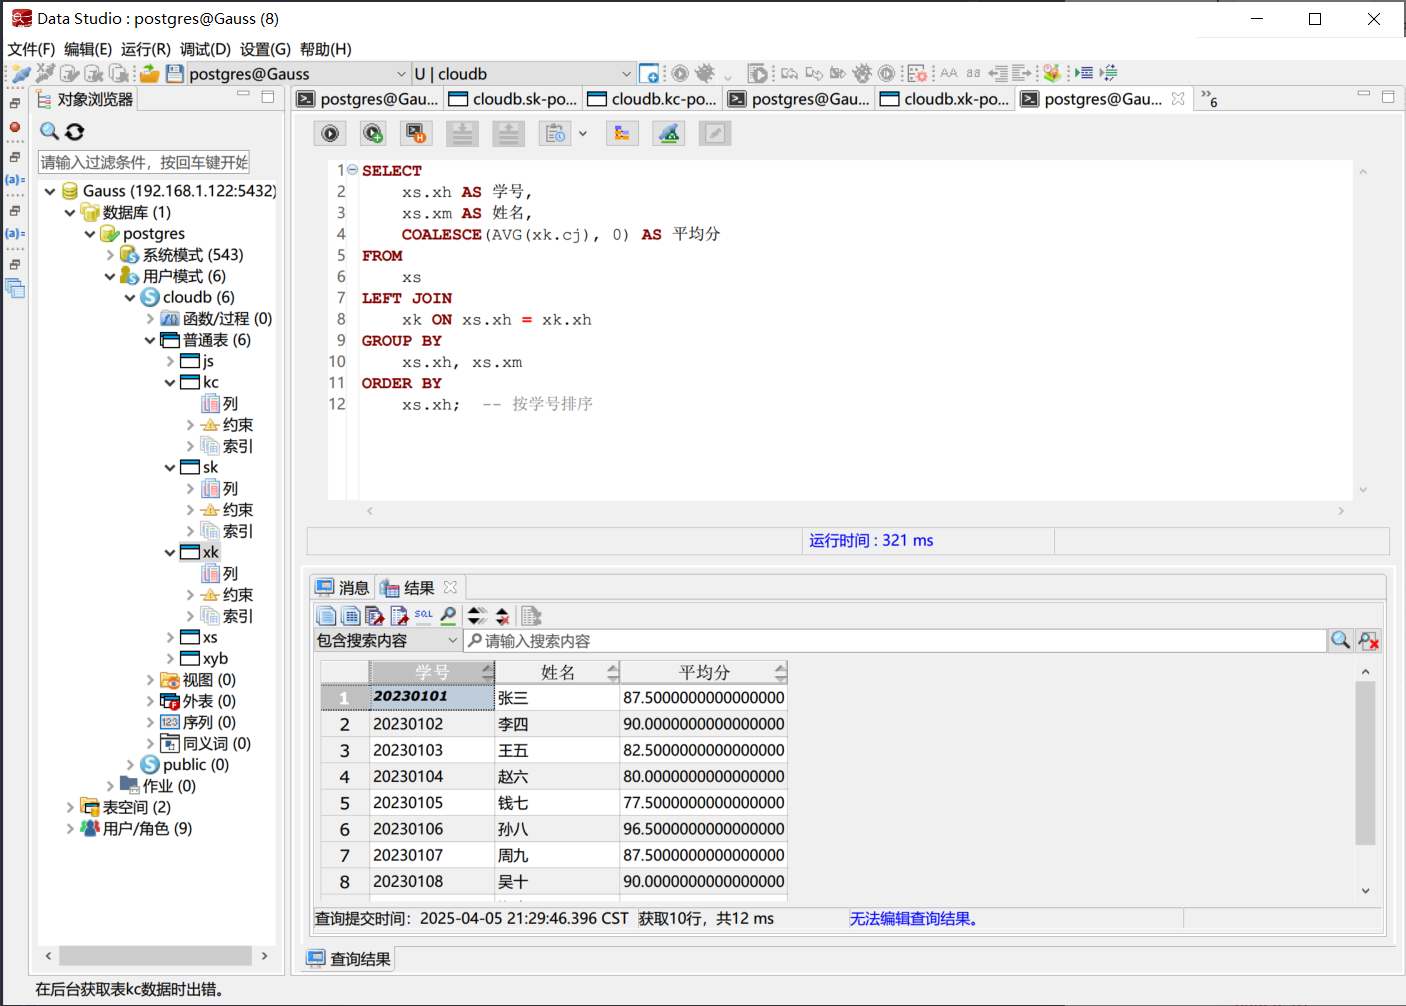 Data Studio : postgres@Gauss (8)
文件(F) 编辑(E) 运行(R) 调试(D) 设置(G) 帮助(H)
postgres@Gauss
U | cloudb
对象浏览器
postgres@Gau...
cloudb.sk-po...
cloudb.kc-po...
postgres@Gau...
cloudb.xk-po...
postgres@Gau...
»6
请输入过滤条件，按回车键开始
Gauss (192.168.1.122:5432)
数据库 (1)
postgres
系统模式 (543)
用户模式 (6)
cloudb (6)
函数/过程 (0)
普通表 (6)
js
kc
列
约束
索引
sk
列
约束
索引
xk
列
约束
索引
xs
xyb
视图 (0)
外表 (0)
序列 (0)
同义词 (0)
public (0)
作业 (0)
表空间 (2)
用户/角色 (9)
1 SELECT
2 xs.xh AS 学号,
3 xs.xm AS 姓名,
4 COALESCE(AVG(xk.cj), 0) AS 平均分
5 FROM
6 xs
7 LEFT JOIN
8 xk ON xs.xh = xk.xh
9 GROUP BY
10 xs.xh, xs.xm
11 ORDER BY
12 xs.xh;  -- 按学号排序
运行时间 : 321 ms
消息
结果
SQL
包含搜索内容
请输入搜索内容
学号 姓名 平均分
1 20230101 张三 87.5000000000000000
2 20230102 李四 90.0000000000000000
3 20230103 王五 82.5000000000000000
4 20230104 赵六 80.0000000000000000
5 20230105 钱七 77.5000000000000000
6 20230106 孙八 96.5000000000000000
7 20230107 周九 87.5000000000000000
8 20230108 吴十 90.0000000000000000
查询提交时间：2025-04-05 21:29:46.396 CST
获取10行，共12 ms
无法编辑查询结果。
查询结果
在后台获取表kc数据时出错。